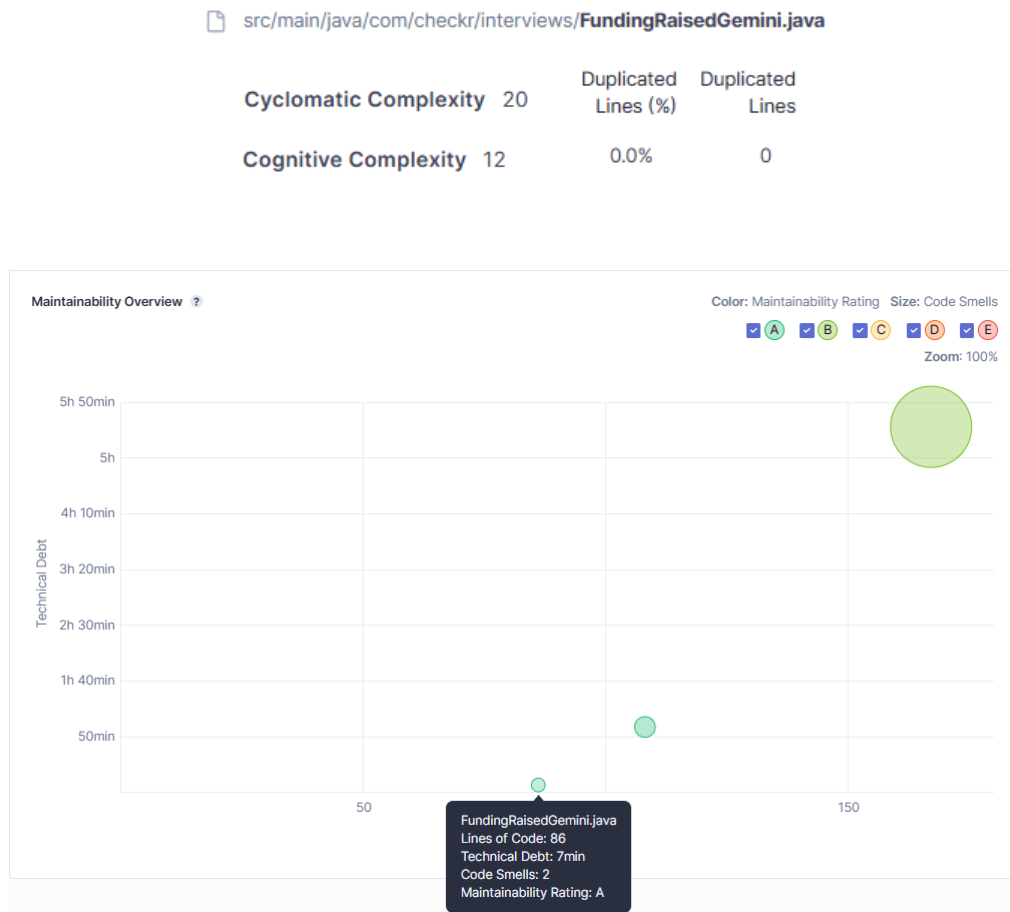 src/main/java/com/checkr/interviews/FundingRaisedGemini.java
Cyclomatic Complexity 20
Cognitive Complexity 12
Duplicated Lines (%)
Duplicated Lines
0.0%
0
Maintainability Overview ?
Color: Maintainability Rating Size: Code Smells
A B C D E
Zoom: 100%
5h 50min
5h
4h 10min
3h 20min
2h 30min
1h 40min
50min
Technical Debt
50
150
FundingRaisedGemini.java
Lines of Code: 86
Technical Debt: 7min
Code Smells: 2
Maintainability Rating: A